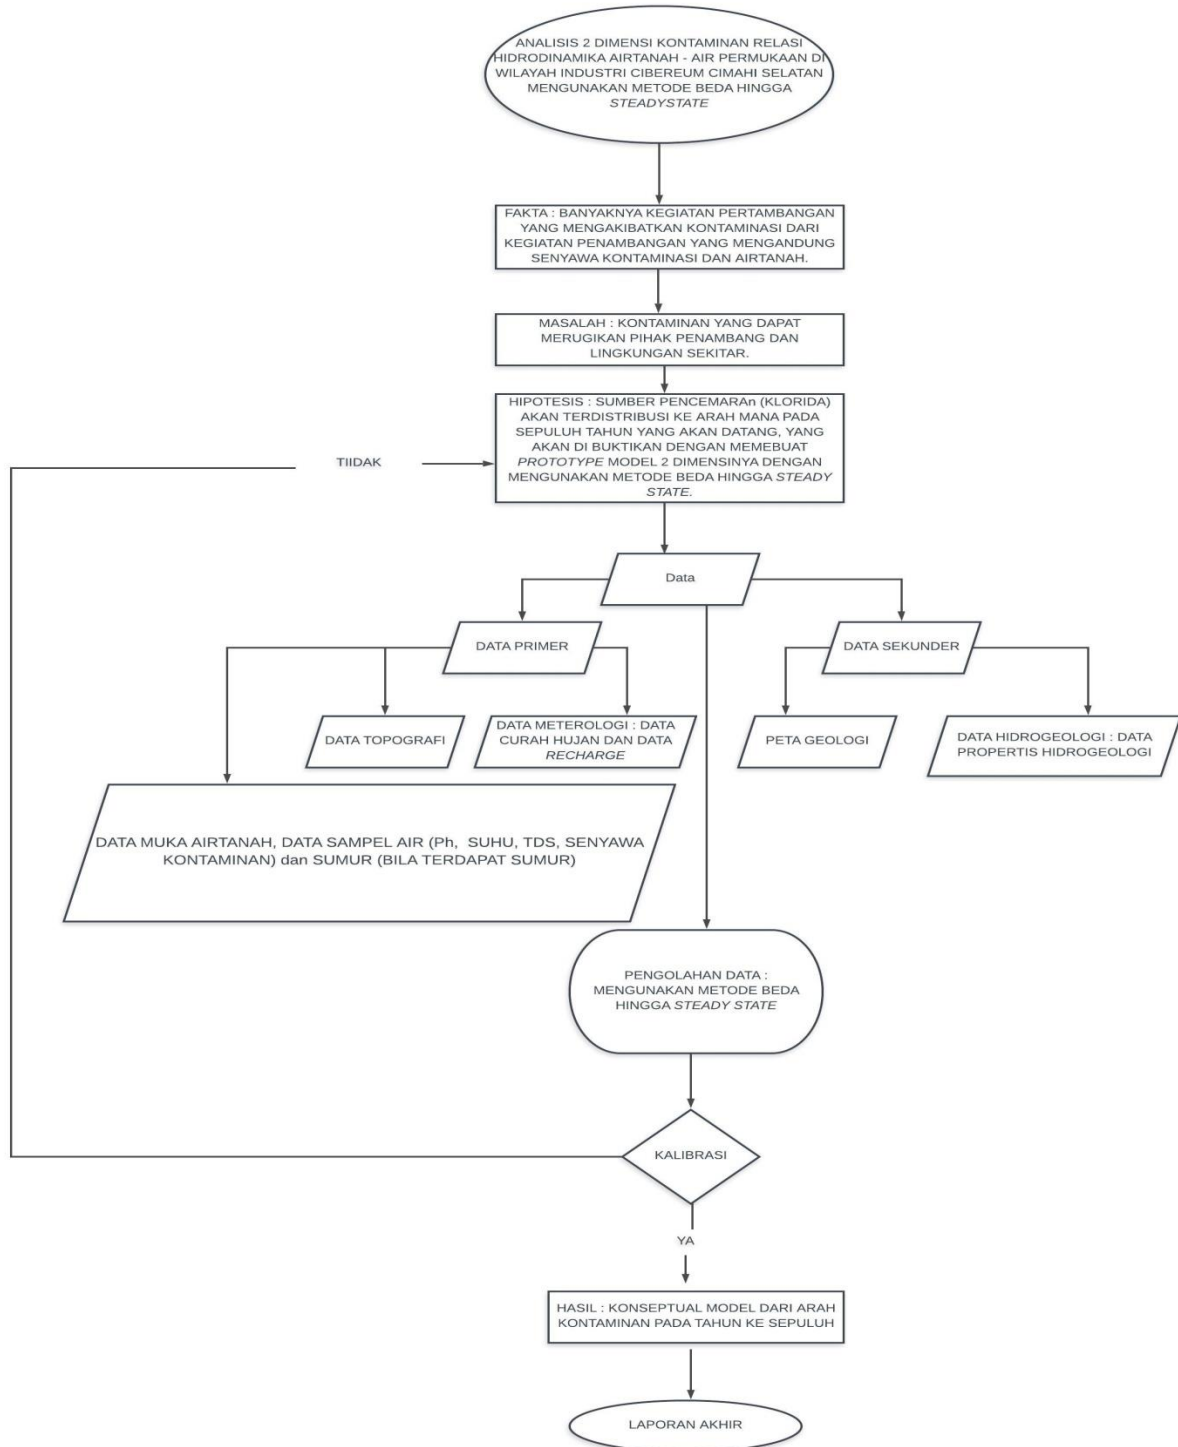 ANALISIS 2 DIMENSI KONTAMINAN RELASI
HIDRODINAMIKA AIRTANAH - AIR PERMUKAAN DI
WILAYAH INDUSTRI CIBEREUM CIMAHI SELATAN
MENGUNAKAN METODE BEDA HINGGA
STEADYSTATE
FAKTA : BANYAKNYA KEGIATAN PERTAMBANGAN
YANG MENGAKIBATKAN KONTAMINASI DARI
KEGIATAN PENAMBANGAN YANG MENGANDUNG
SENYAWA KONTAMINASI DAN AIRTANAH.
MASALAH : KONTAMINAN YANG DAPAT
MERUGIKAN PIHAK PENAMBANG DAN
LINGKUNGAN SEKITAR.
HIPOTESIS : SUMBER PENCEMARAn (KLORIDA)
AKAN TERDISTRIBUSI KE ARAH MANA PADA
SEPULUH TAHUN YANG AKAN DATANG, YANG
AKAN DI BUKTIKAN DENGAN MEMEBUAT
PROTOTYPE MODEL 2 DIMENSINYA DENGAN
MENGUNAKAN METODE BEDA HINGGA STEADY
STATE.
TIIDAK
Data
DATA PRIMER
DATA SEKUNDER
DATA TOPOGRAFI
DATA METEROLOGI : DATA
CURAH HUJAN DAN DATA
RECHARGE
PETA GEOLOGI
DATA HIDROGEOLOGI : DATA
PROPERTIS HIDROGEOLOGI
DATA MUKA AIRTANAH, DATA SAMPEL AIR (Ph, SUHU, TDS, SENYAWA
KONTAMINAN) dan SUMUR (BILA TERDAPAT SUMUR)
PENGOLAHAN DATA :
MENGUNAKAN METODE BEDA
HINGGA STEADY STATE
KALIBRASI
YA
HASIL : KONSEPTUAL MODEL DARI ARAH
KONTAMINAN PADA TAHUN KE SEPULUH
LAPORAN AKHIR